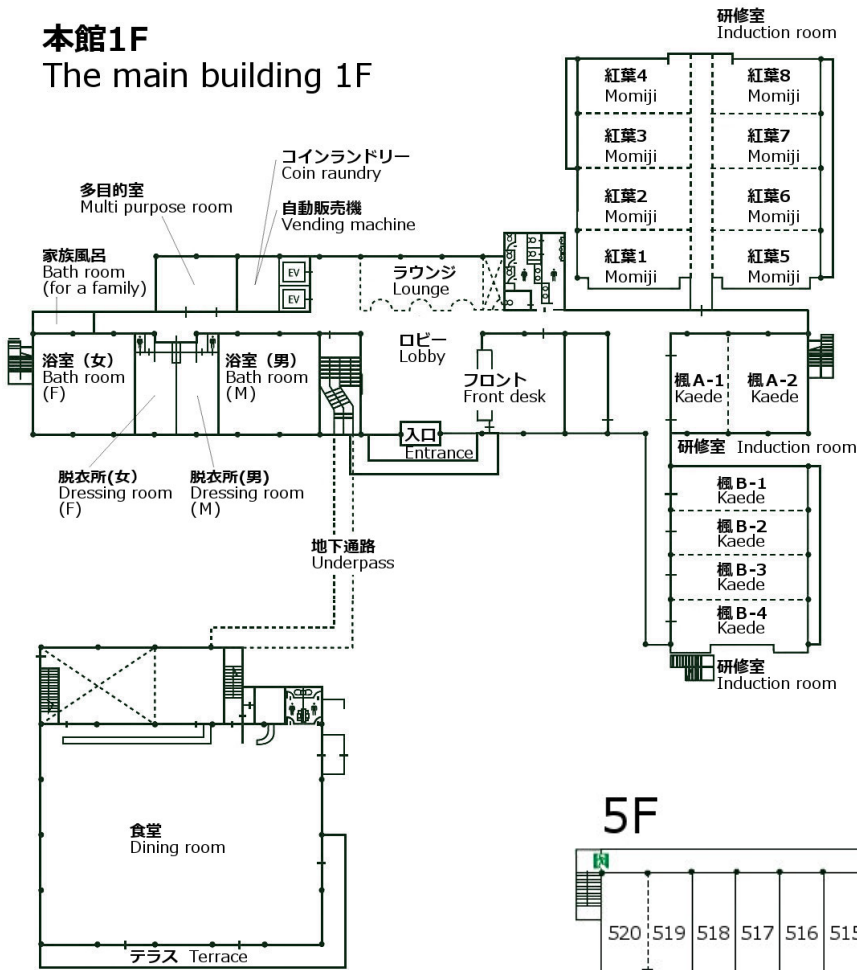 本館1F
The main building 1F
研修室
Induction room
紅葉4
Momiji
紅葉8
Momiji
紅葉3
Momiji
紅葉7
Momiji
紅葉2
Momiji
紅葉6
Momiji
紅葉1
Momiji
紅葉5
Momiji
コインランドリー
Coin raundry
多目的室
Multi purpose room
自動販売機
Vending machine
家族風呂
Bath room
(for a family)
EV
EV
ラウンジ
Lounge
浴室（女）
Bath room
(F)
浴室（男）
Bath room
(M)
ロビー
Lobby
フロント
Front desk
楓A-1
Kaede
楓A-2
Kaede
入口
Entrance
研修室 Induction room
脱衣所(女)
Dressing room
(F)
脱衣所(男)
Dressing room
(M)
楓B-1
Kaede
楓B-2
Kaede
楓B-3
Kaede
楓B-4
Kaede
地下通路
Underpass
研修室
Induction room
食堂
Dining room
テラス Terrace
5F
520 519 518 517 516 515